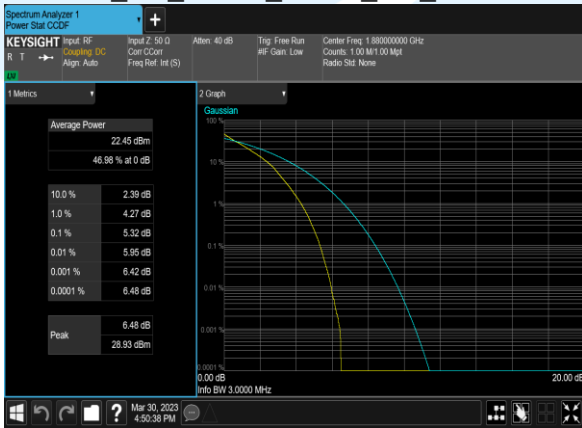 Spectrum Analyzer 1
Power Stat CCDF
+
KEYSIGHT
R T
Input: RF
Coupling: DC
Align: Auto
Input Z: 50 Ω
Corr CCorr
Freq Ref: Int (S)
Atten: 40 dB
Trig: Free Run
#IF Gain: Low
Center Freq: 1.880000000 GHz
Counts: 1.00 M/1.00 Mpt
Radio Std: None
1 Metrics
Average Power
22.45 dBm
46.98 % at 0 dB
10.0 % 2.39 dB
1.0 % 4.27 dB
0.1 % 5.32 dB
0.01 % 5.95 dB
0.001 % 6.42 dB
0.0001 % 6.48 dB
Peak
6.48 dB
28.93 dBm
2 Graph
Gaussian
100 %
10 %
1 %
0.1 %
0.01 %
0.001 %
0.0001 %
0.00 dB
20.00 dB
Info BW 3.0000 MHz
?
Mar 30, 2023
4:50:38 PM